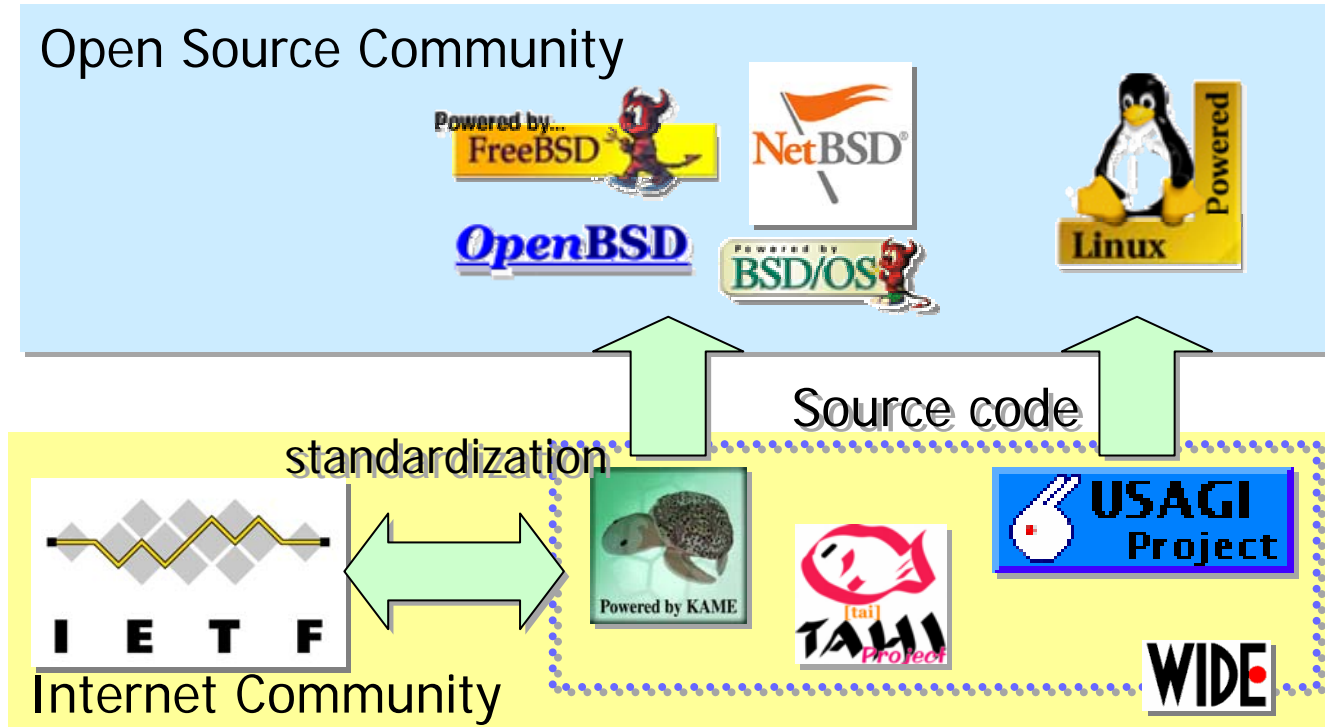 Open Source Community
Powered by...
FreeBSD
NetBSD®
OpenBSD
Powered by
BSD/OS
Linux
Powered
Source code
standardization
IETF
Powered by KAME
[tai]
TAHI
Project
USAGI
Project
WIDE
Internet Community